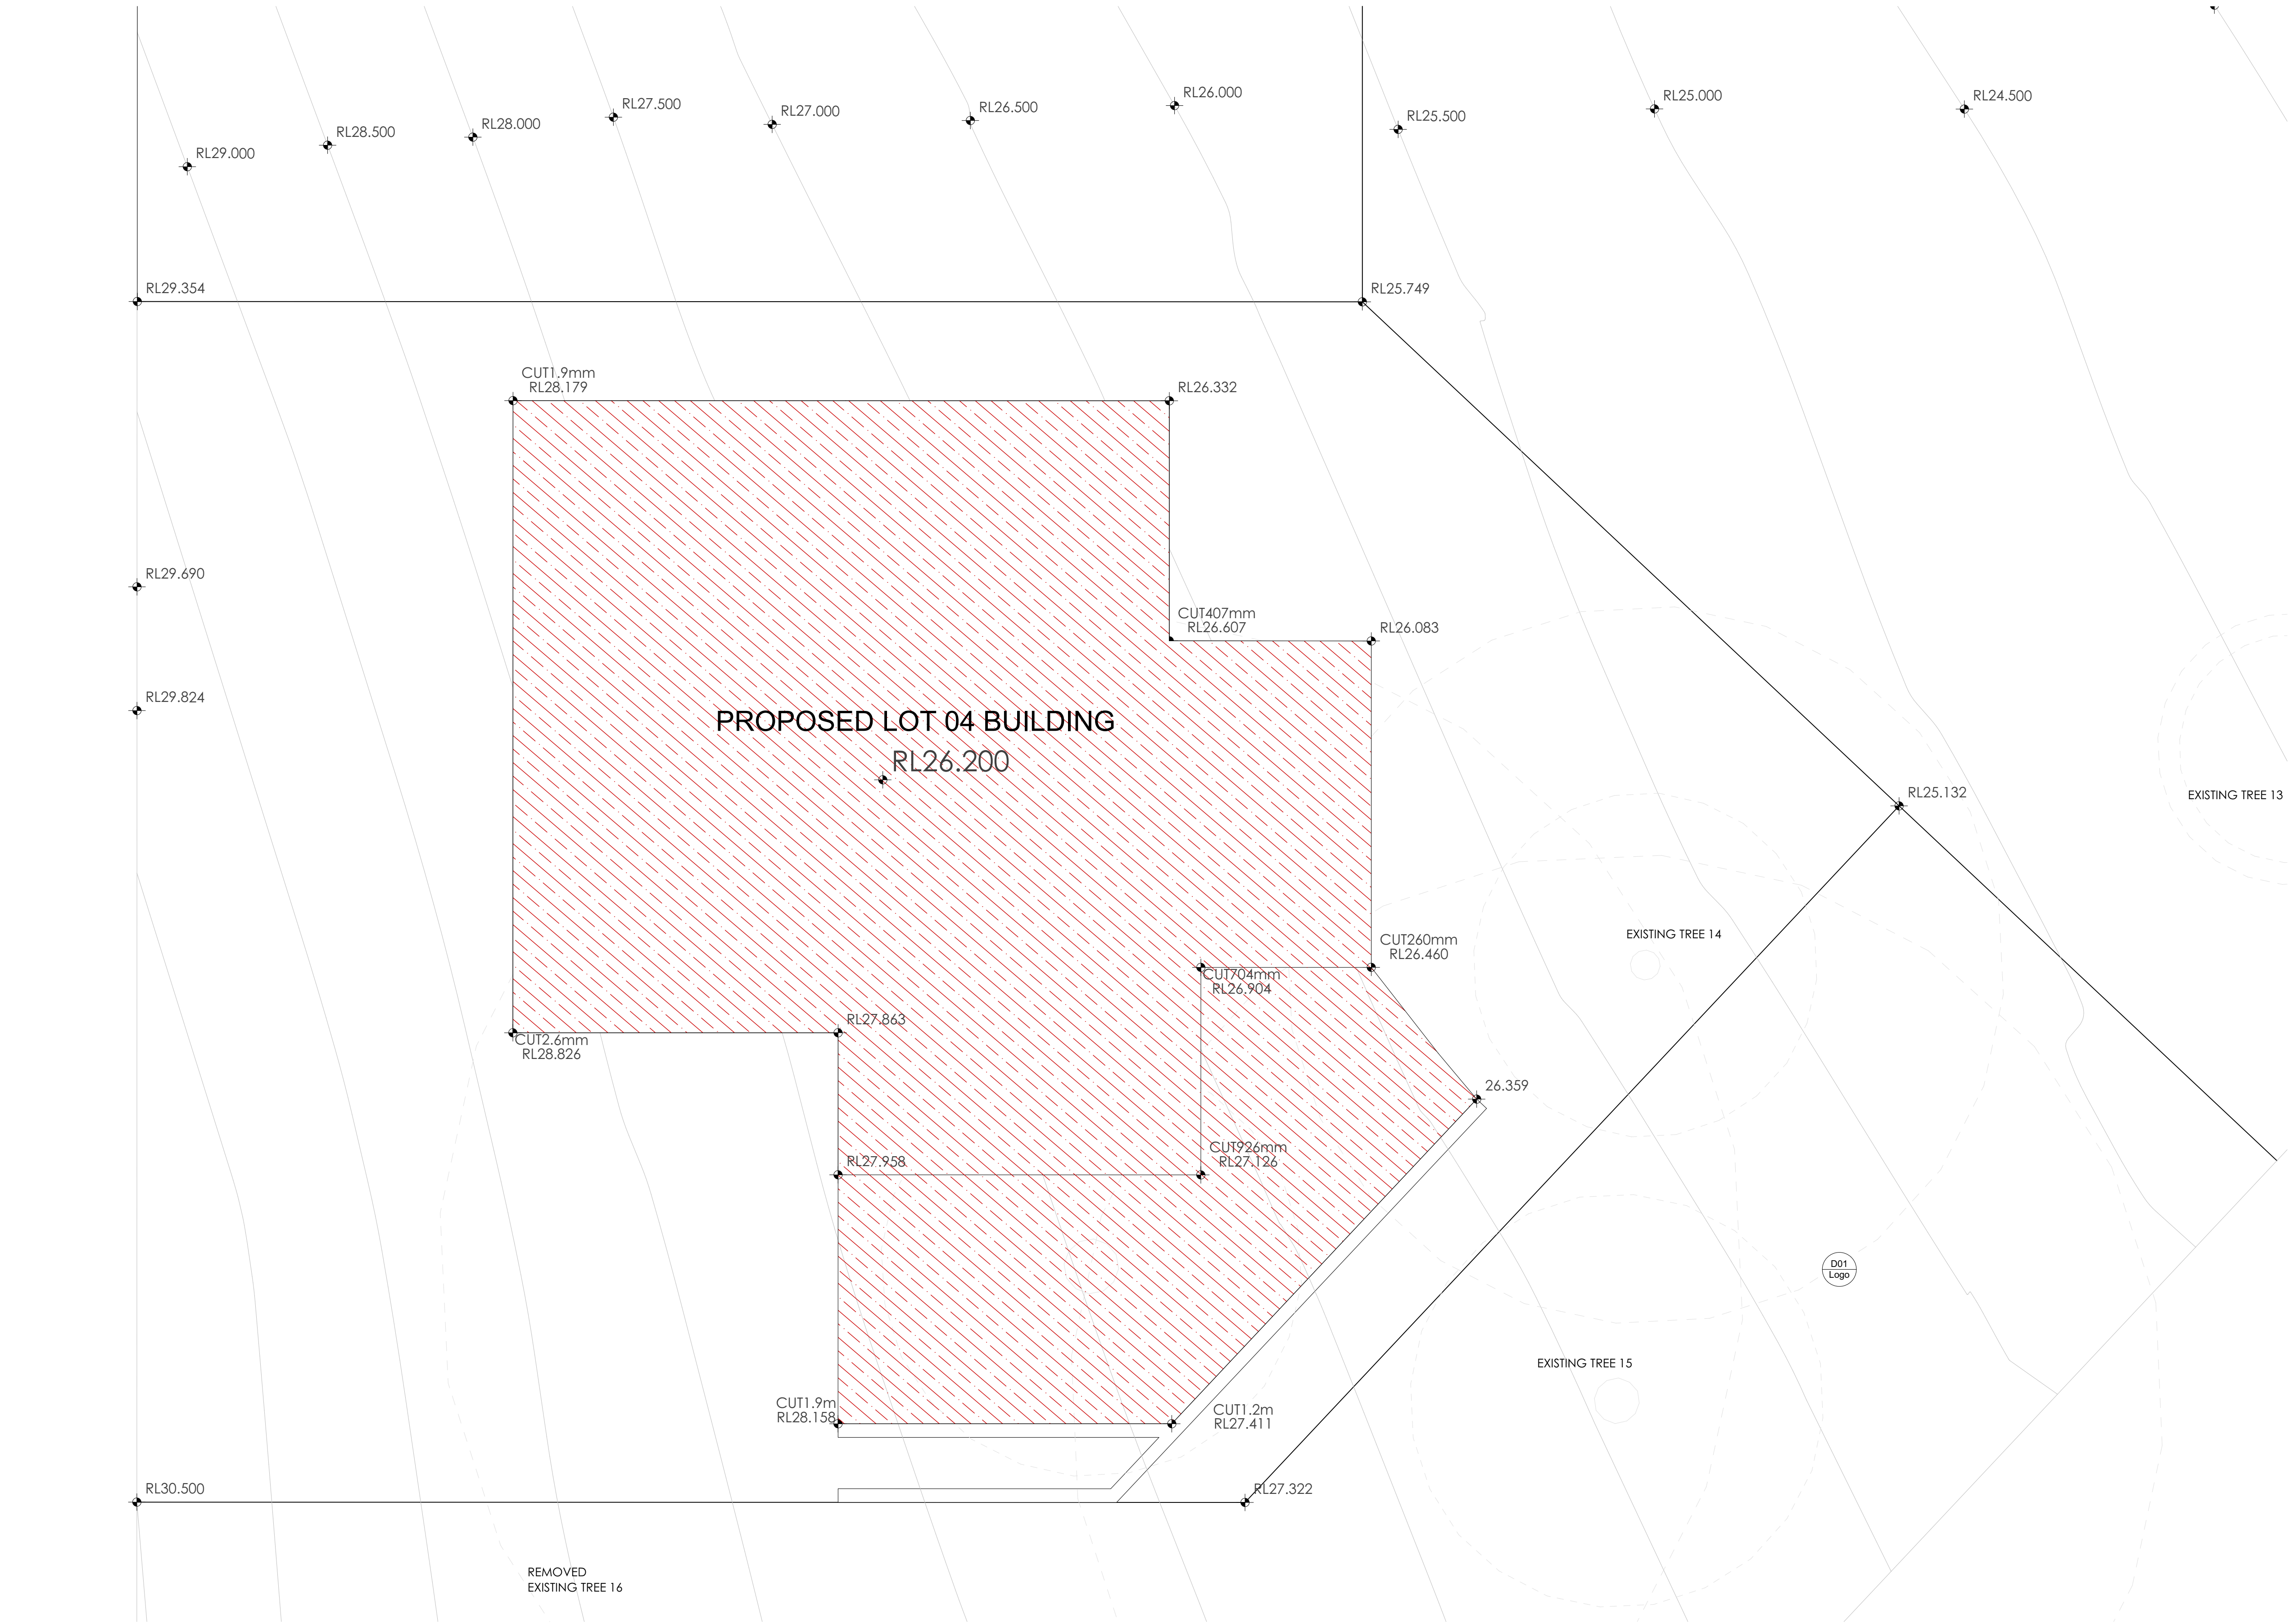 RL26.000
RL25.000
RL24.500
RL27.500
RL26.500
RL27.000
RL25.500
RL28.000
RL28.500
RL29.000
RL29.354
RL25.749
CUT1.9mm
RL28.179
RL26.332
RL29.690
CUT407mm
RL26.607
RL26.083
RL29.824
PROPOSED LOT 04 BUILDING
RL26.200
RL25.132
EXISTING TREE 13
EXISTING TREE 14
CUT260mm
RL26.460
CUT704mm
RL26.904
RL27.863
CUT2.6mm
RL28.826
26.359
CUT926mm
RL27.126
RL27.958
D01
Logo
EXISTING TREE 15
CUT1.9m
RL28.158
CUT1.2m
RL27.411
RL30.500
RL27.322
REMOVED
EXISTING TREE 16